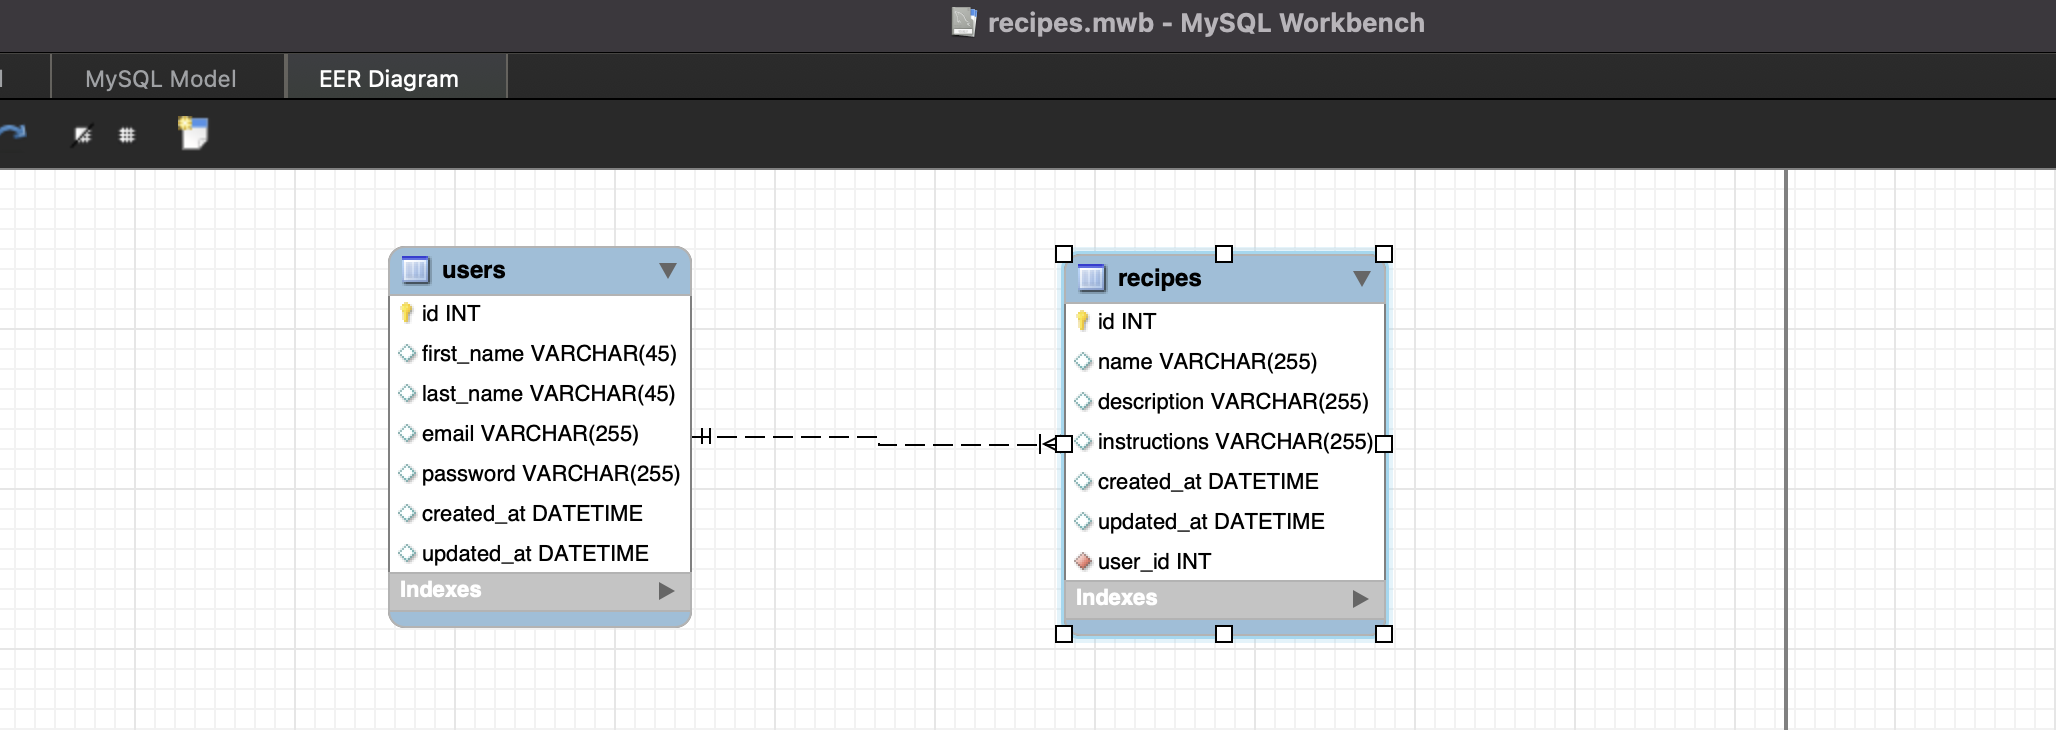 recipes.mwb - MySQL Workbench
MySQL Model
EER Diagram
users
id INT
first_name VARCHAR(45)
last_name VARCHAR(45)
email VARCHAR(255)
password VARCHAR(255)
created_at DATETIME
updated_at DATETIME
Indexes
recipes
id INT
name VARCHAR(255)
description VARCHAR(255)
instructions VARCHAR(255)
created_at DATETIME
updated_at DATETIME
user_id INT
Indexes